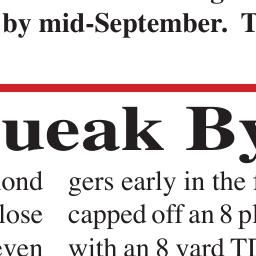 by mid-September. T
ueak By
ond gers early in the
lose capped off an 8 pl
even with an 8 yard TD